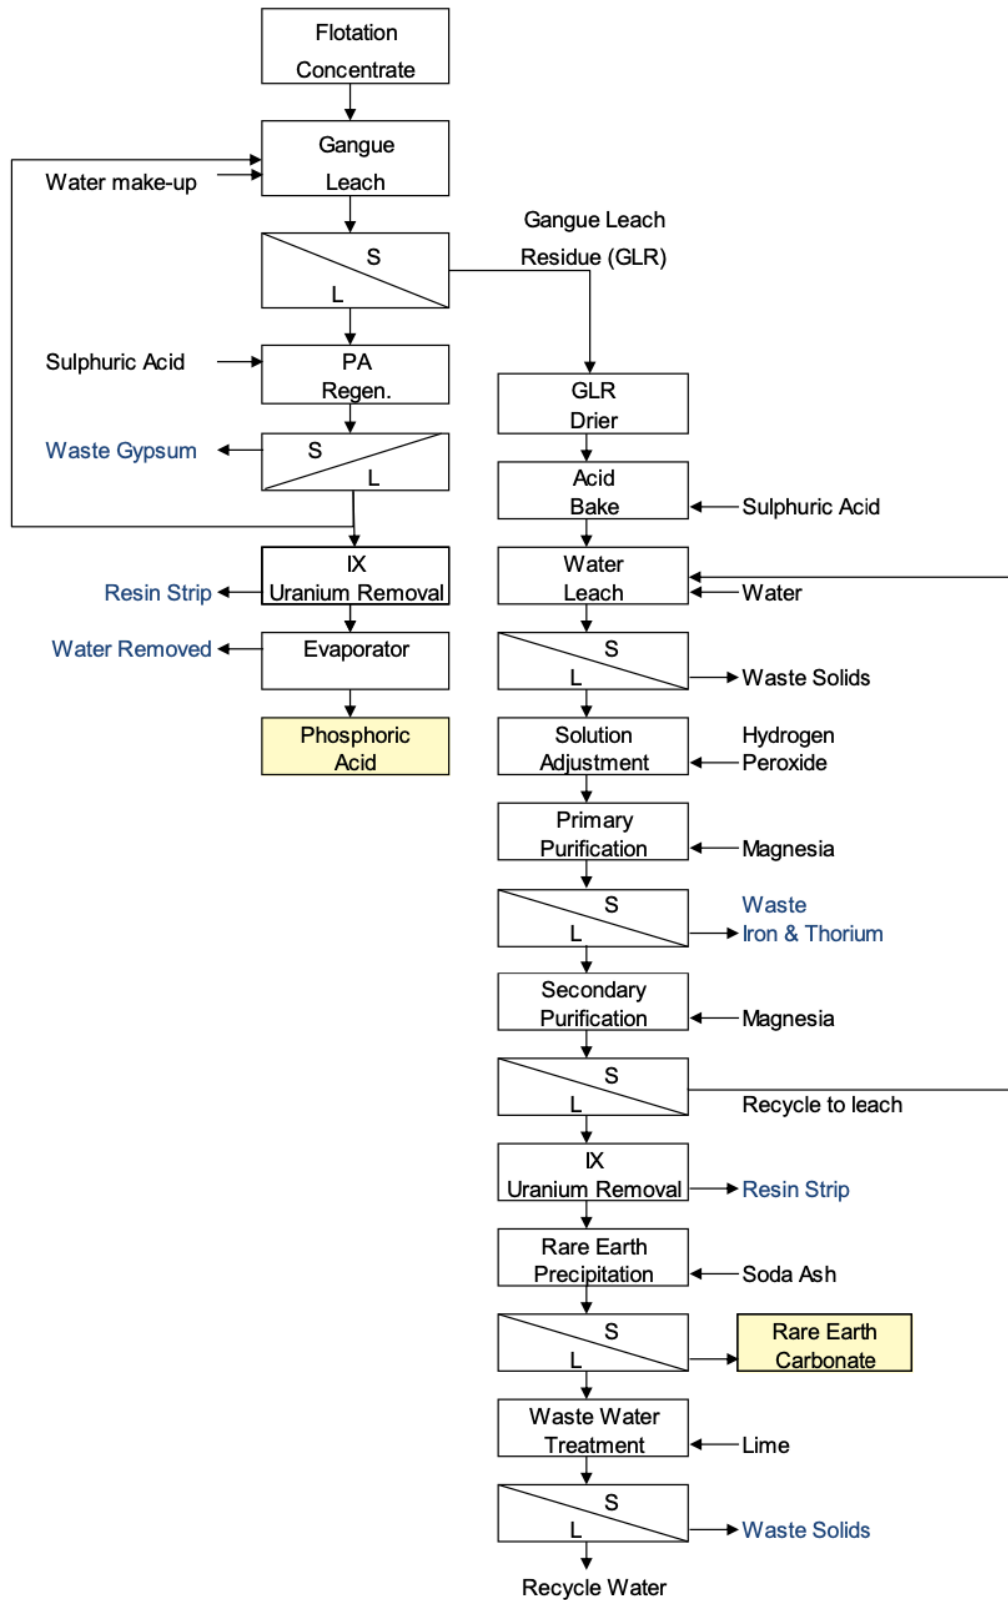 Flotation
Concentrate
Gangue
Leach
Water make-up
Gangue Leach
Residue (GLR)
S
L
Sulphuric Acid
PA
Regen.
Waste Gypsum
S
L
IX
Uranium Removal
Resin Strip
Water Removed
Evaporator
Phosphoric
Acid
GLR
Drier
Acid
Bake
Sulphuric Acid
Water
Leach
Water
S
L
Waste Solids
Solution
Adjustment
Hydrogen
Peroxide
Primary
Purification
Magnesia
S
L
Waste
Iron & Thorium
Secondary
Purification
Magnesia
S
L
Recycle to leach
IX
Uranium Removal
Resin Strip
Rare Earth
Precipitation
Soda Ash
S
L
Rare Earth
Carbonate
Waste Water
Treatment
Lime
S
L
Waste Solids
Recycle Water